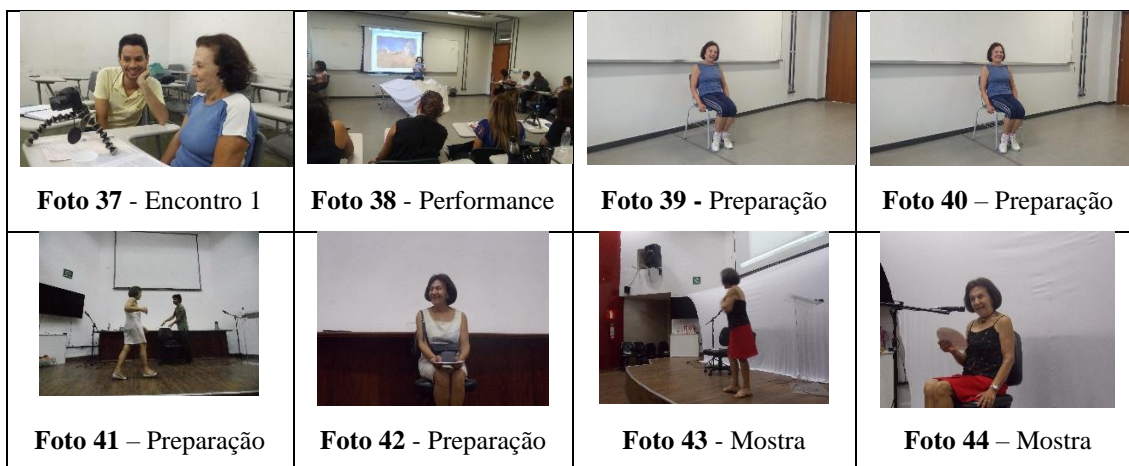 Foto 37 - Encontro 1
Foto 38 - Performance
Foto 39 - Preparação
Foto 40 – Preparação
Foto 41 – Preparação
Foto 42 - Preparação
Foto 43 - Mostra
Foto 44 – Mostra